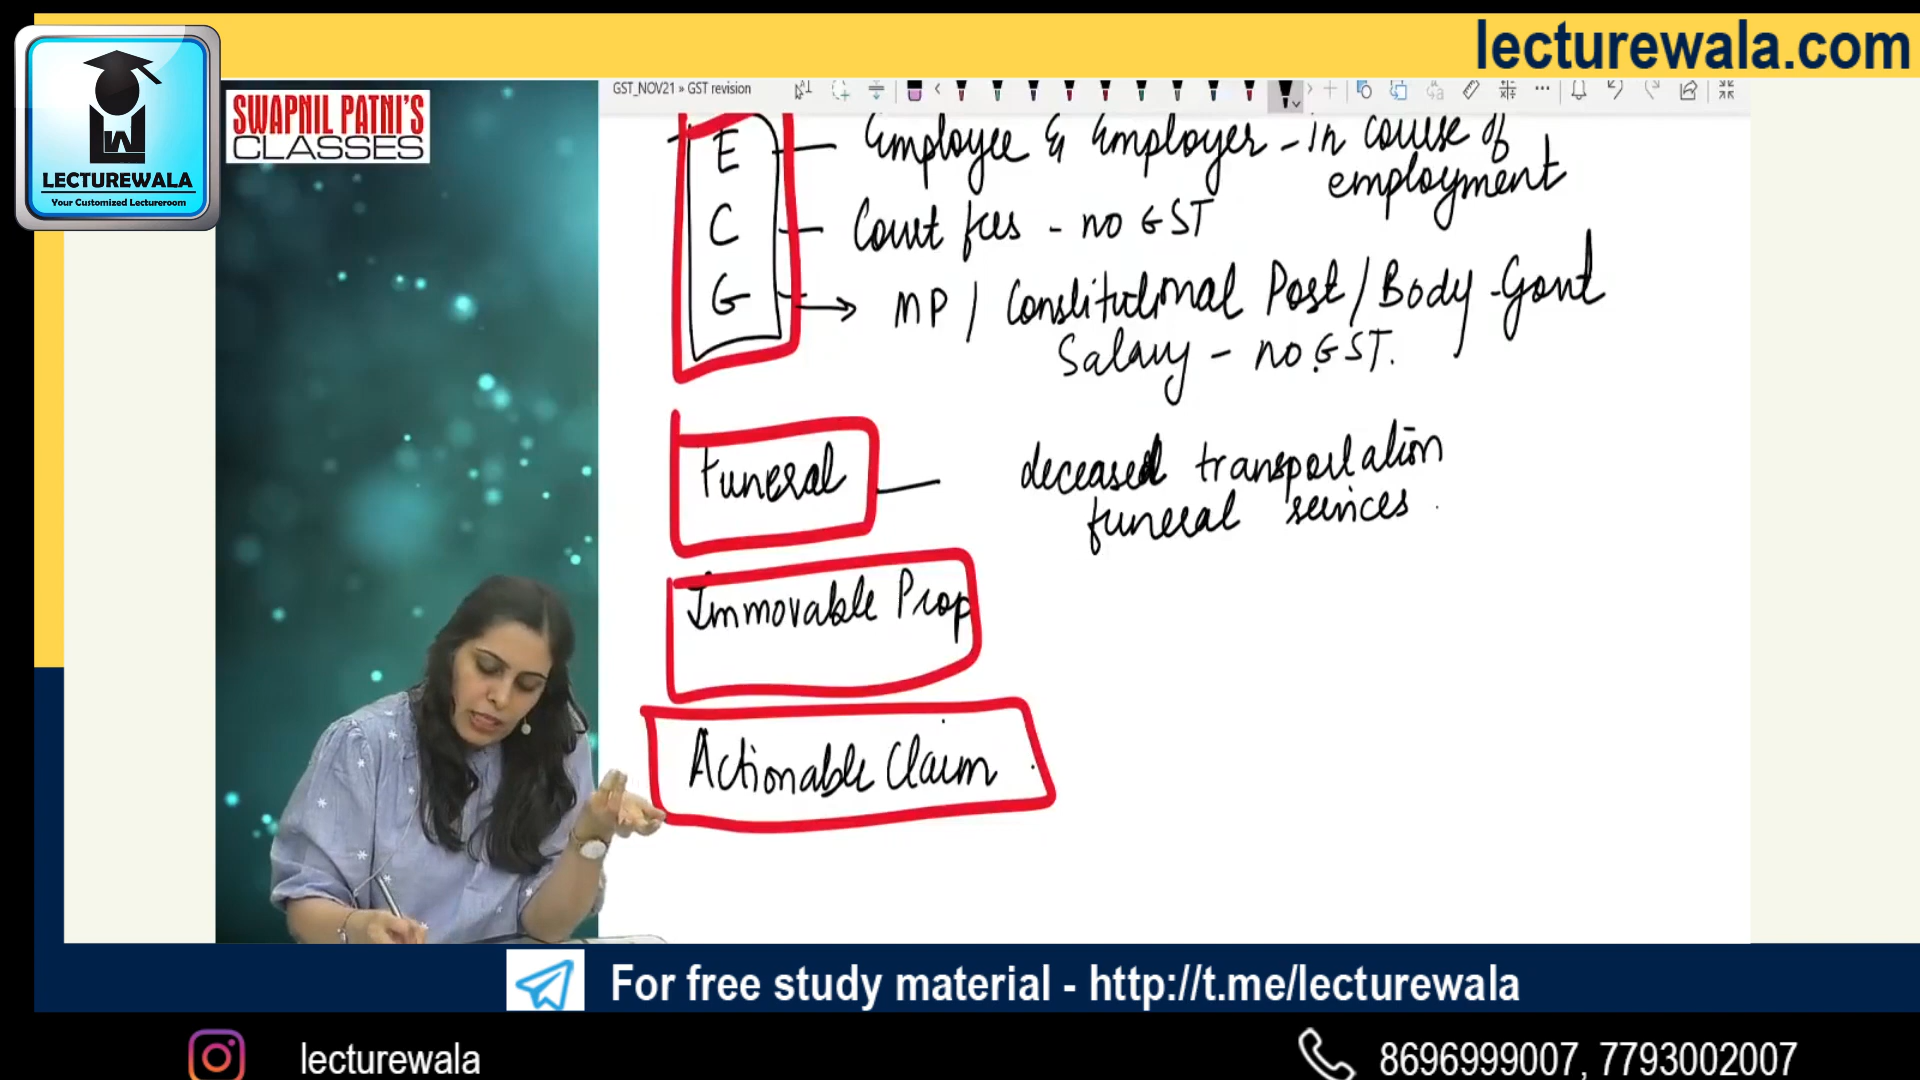 lecturewala.com
SWAPNIL PATNI'S
CLASSES
LW
LECTUREWALA
Your Customized Lectureroom
GST_NOV21 » GST revision
E — Employee & Employer - in course of
employment
C — Court fees - no GST
G → MP / Constitutional Post / Body - Govt
Salary - no GST.
Funeral — deceased transportation
funeral services.
Immovable Prop
Actionable Claim
For free study material - http://t.me/lecturewala
lecturewala
8696999007, 7793002007